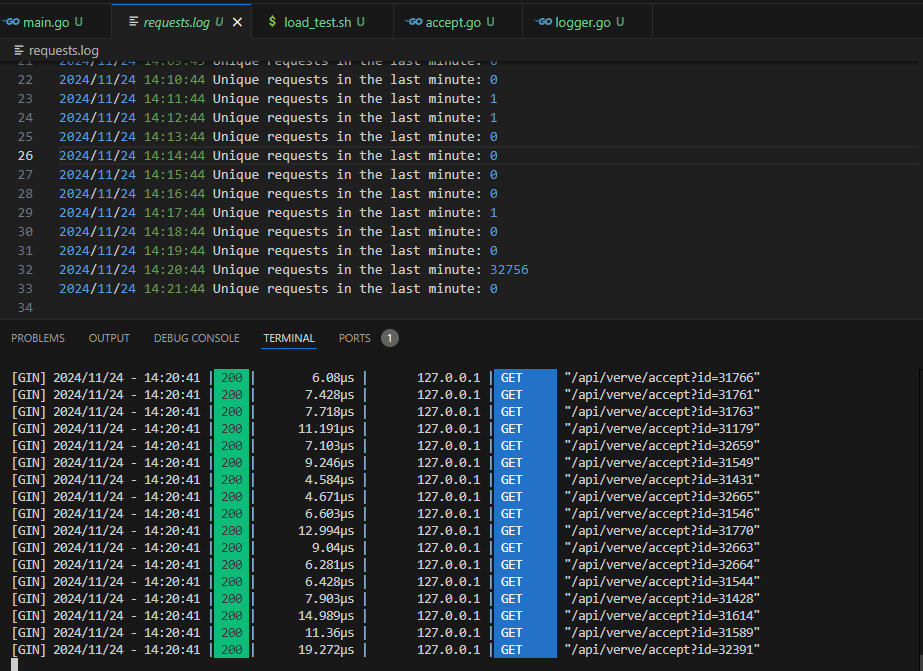 main.go U requests.log U load_test.sh U accept.go U logger.go U
requests.log
21 2024/11/24 14:09:45 Unique requests in the last minute: 0
22 2024/11/24 14:10:44 Unique requests in the last minute: 0
23 2024/11/24 14:11:44 Unique requests in the last minute: 1
24 2024/11/24 14:12:44 Unique requests in the last minute: 1
25 2024/11/24 14:13:44 Unique requests in the last minute: 0
26 2024/11/24 14:14:44 Unique requests in the last minute: 0
27 2024/11/24 14:15:44 Unique requests in the last minute: 0
28 2024/11/24 14:16:44 Unique requests in the last minute: 0
29 2024/11/24 14:17:44 Unique requests in the last minute: 1
30 2024/11/24 14:18:44 Unique requests in the last minute: 0
31 2024/11/24 14:19:44 Unique requests in the last minute: 0
32 2024/11/24 14:20:44 Unique requests in the last minute: 32756
33 2024/11/24 14:21:44 Unique requests in the last minute: 0
34
PROBLEMS OUTPUT DEBUG CONSOLE TERMINAL PORTS 1
[GIN] 2024/11/24 - 14:20:41 | 200 | 6.08µs | 127.0.0.1 | GET "/api/verve/accept?id=31766"
[GIN] 2024/11/24 - 14:20:41 | 200 | 7.428µs | 127.0.0.1 | GET "/api/verve/accept?id=31761"
[GIN] 2024/11/24 - 14:20:41 | 200 | 7.718µs | 127.0.0.1 | GET "/api/verve/accept?id=31763"
[GIN] 2024/11/24 - 14:20:41 | 200 | 11.191µs | 127.0.0.1 | GET "/api/verve/accept?id=31179"
[GIN] 2024/11/24 - 14:20:41 | 200 | 7.103µs | 127.0.0.1 | GET "/api/verve/accept?id=32659"
[GIN] 2024/11/24 - 14:20:41 | 200 | 9.246µs | 127.0.0.1 | GET "/api/verve/accept?id=31549"
[GIN] 2024/11/24 - 14:20:41 | 200 | 4.584µs | 127.0.0.1 | GET "/api/verve/accept?id=31431"
[GIN] 2024/11/24 - 14:20:41 | 200 | 4.671µs | 127.0.0.1 | GET "/api/verve/accept?id=32665"
[GIN] 2024/11/24 - 14:20:41 | 200 | 6.603µs | 127.0.0.1 | GET "/api/verve/accept?id=31546"
[GIN] 2024/11/24 - 14:20:41 | 200 | 12.994µs | 127.0.0.1 | GET "/api/verve/accept?id=31770"
[GIN] 2024/11/24 - 14:20:41 | 200 | 9.04µs | 127.0.0.1 | GET "/api/verve/accept?id=32663"
[GIN] 2024/11/24 - 14:20:41 | 200 | 6.281µs | 127.0.0.1 | GET "/api/verve/accept?id=32664"
[GIN] 2024/11/24 - 14:20:41 | 200 | 6.428µs | 127.0.0.1 | GET "/api/verve/accept?id=31544"
[GIN] 2024/11/24 - 14:20:41 | 200 | 7.903µs | 127.0.0.1 | GET "/api/verve/accept?id=31428"
[GIN] 2024/11/24 - 14:20:41 | 200 | 14.989µs | 127.0.0.1 | GET "/api/verve/accept?id=31614"
[GIN] 2024/11/24 - 14:20:41 | 200 | 11.36µs | 127.0.0.1 | GET "/api/verve/accept?id=31589"
[GIN] 2024/11/24 - 14:20:41 | 200 | 19.272µs | 127.0.0.1 | GET "/api/verve/accept?id=32391"